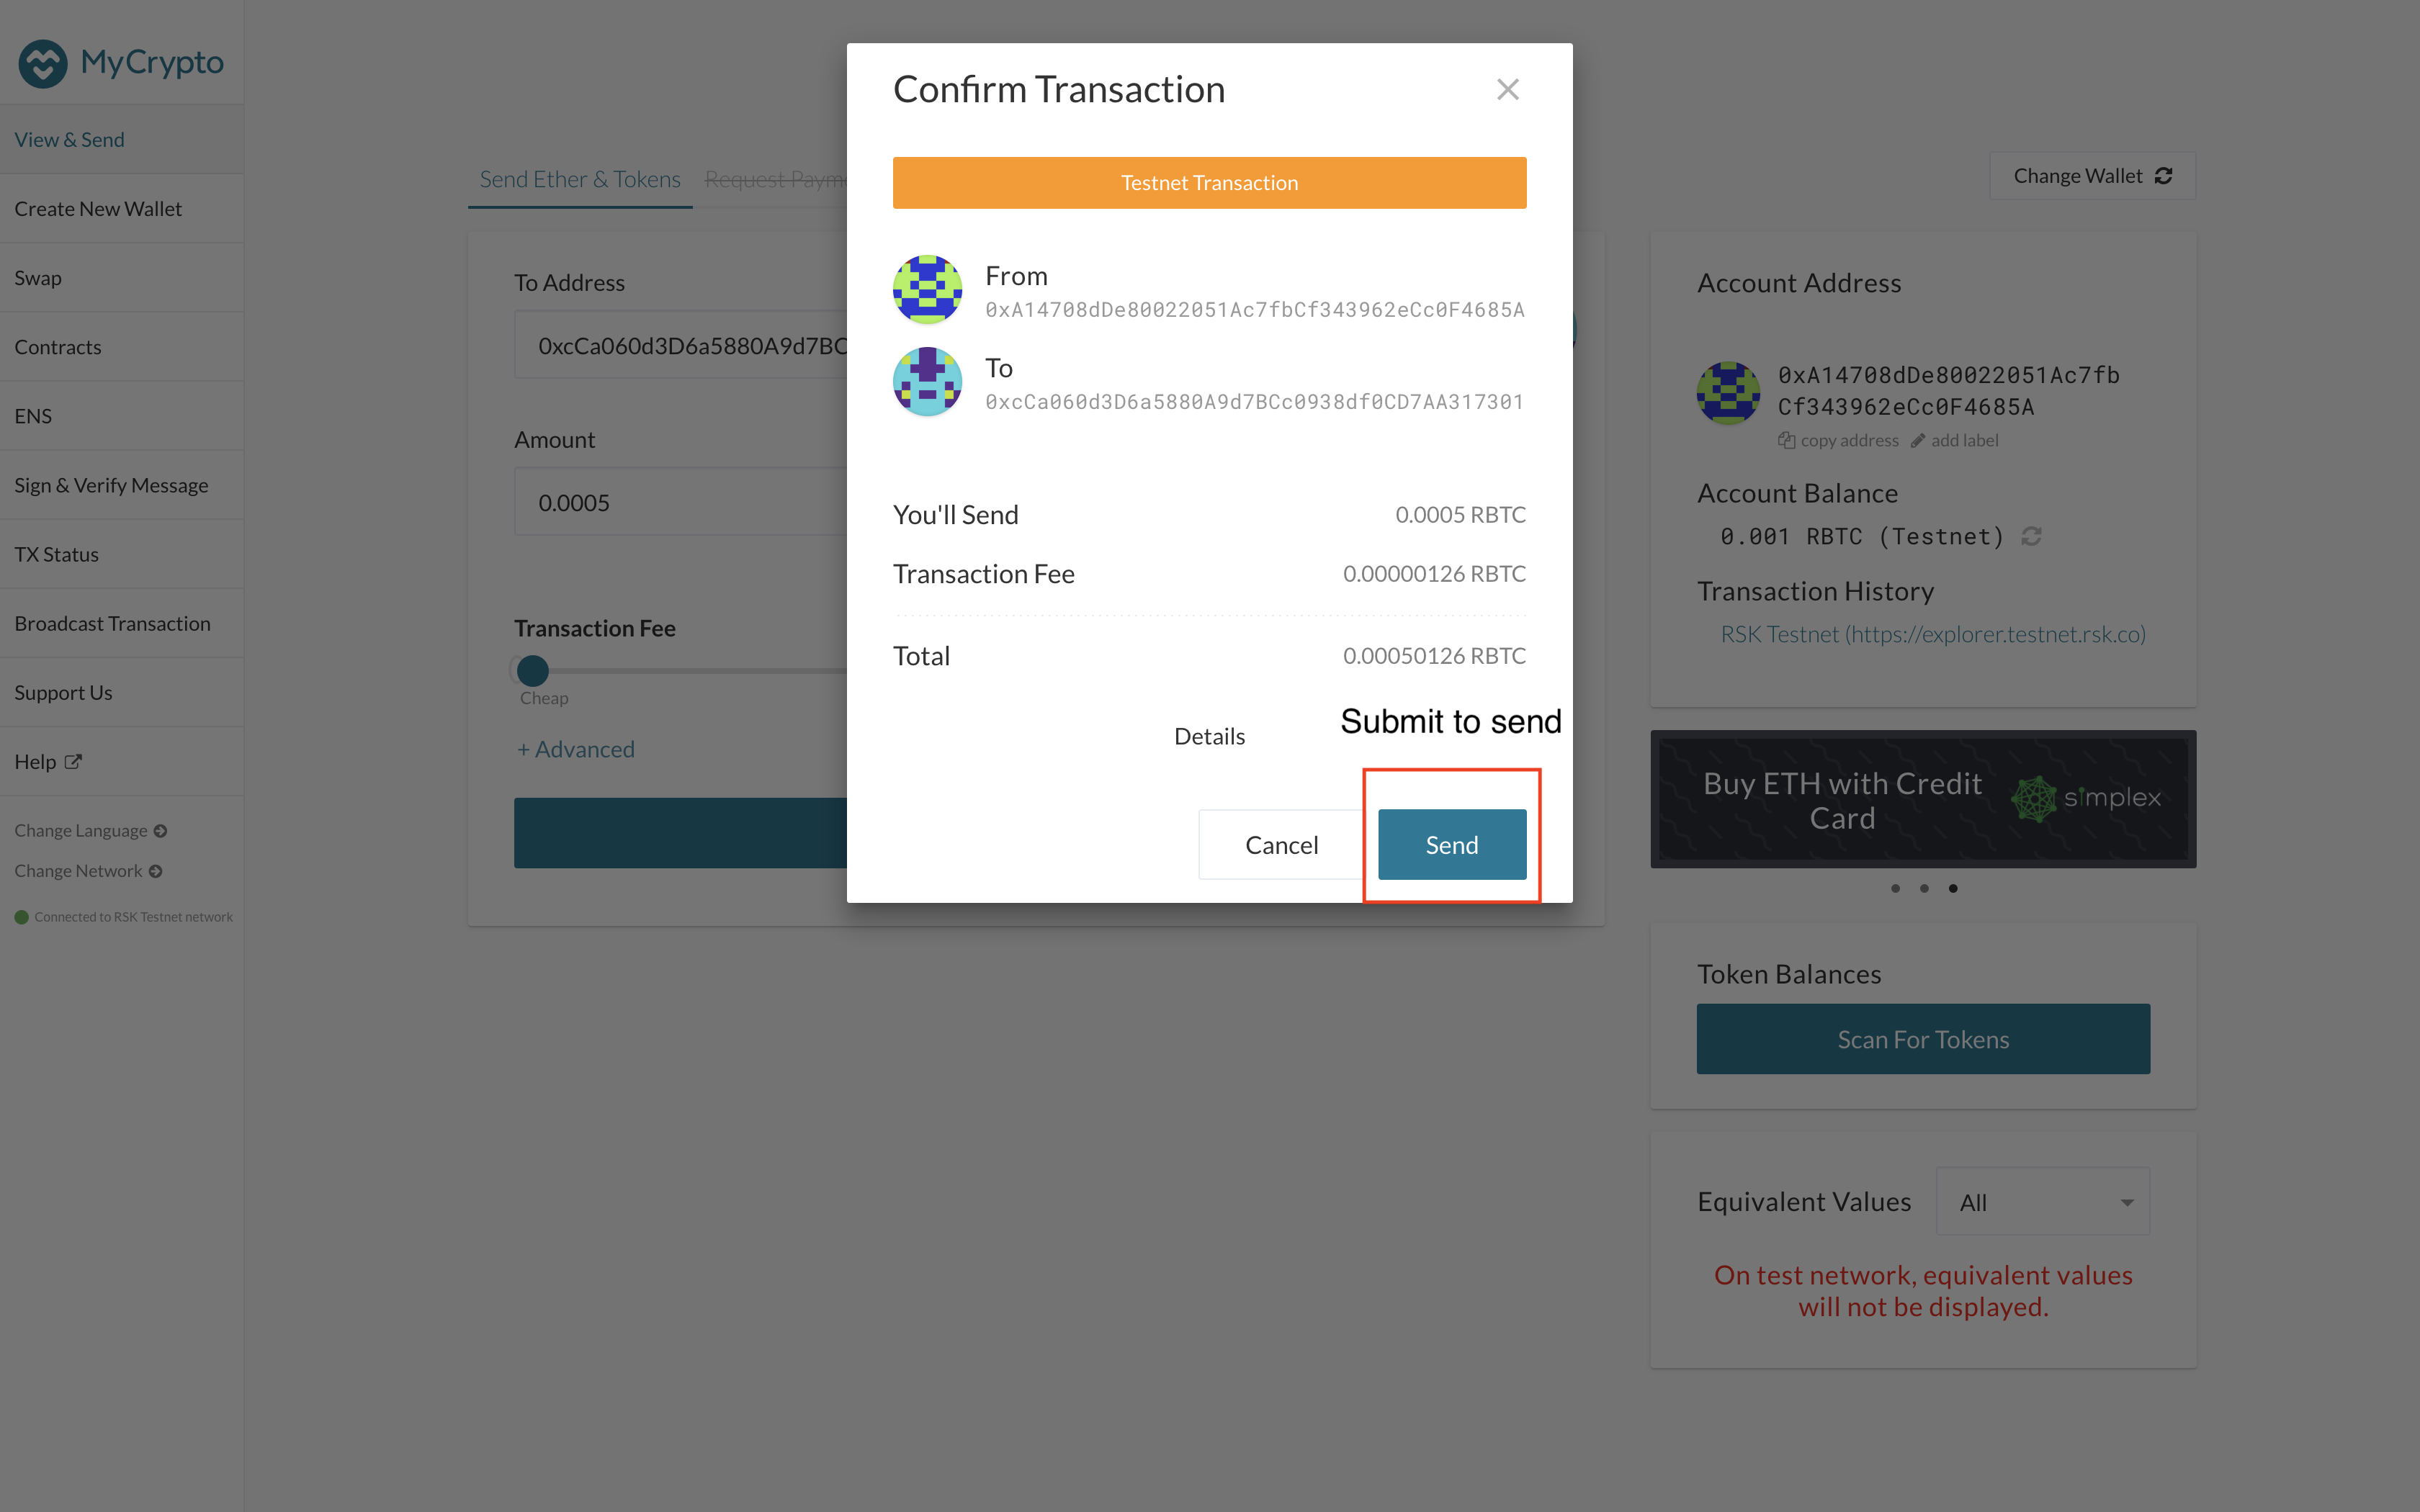 MyCrypto
View & Send
Create New Wallet
Swap
Contracts
ENS
Sign & Verify Message
TX Status
Broadcast Transaction
Support Us
Help
Change Language
Change Network
Connected to RSK Testnet network
Send Ether & Tokens
Request Payme
To Address
0xcCa060d3D6a5880A9d7BC
Amount
0.0005
Transaction Fee
Cheap
+ Advanced
Confirm Transaction
Testnet Transaction
From
0xA14708dDe80022051Ac7fbCf343962eCc0F4685A
To
0xcCa060d3D6a5880A9d7BCc0938df0CD7AA317301
You'll Send 0.0005 RBTC
Transaction Fee 0.00000126 RBTC
Total 0.00050126 RBTC
Submit to send
Details
Cancel Send
Change Wallet
Account Address
0xA14708dDe80022051Ac7fb
Cf343962eCc0F4685A
copy address add label
Account Balance
0.001 RBTC (Testnet)
Transaction History
RSK Testnet (https://explorer.testnet.rsk.co)
Buy ETH with Credit
Card
simplex
Token Balances
Scan For Tokens
Equivalent Values All
On test network, equivalent values
will not be displayed.